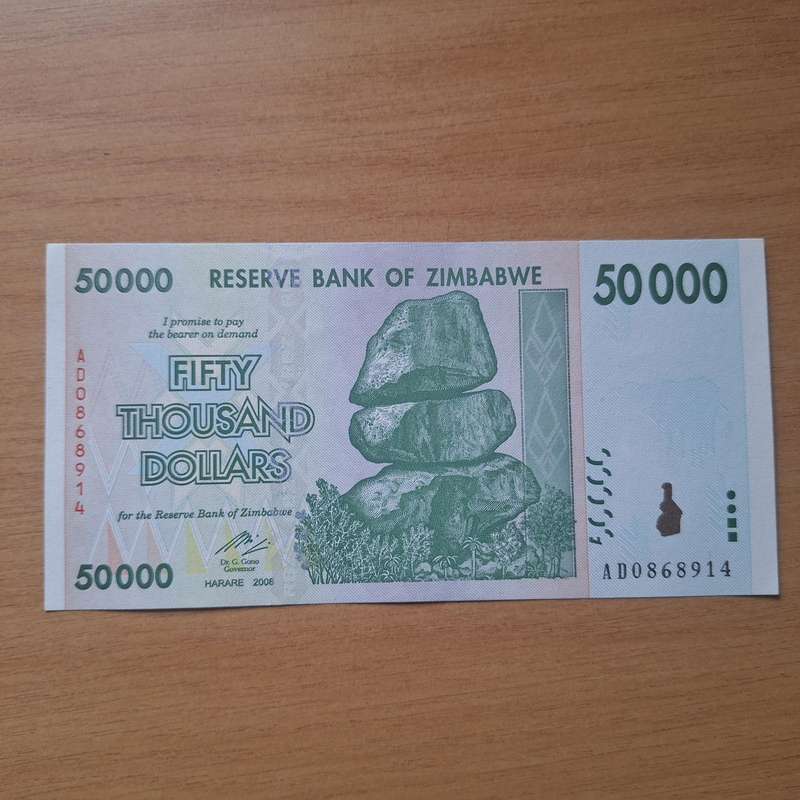 50000 RESERVE BANK OF ZIMBABWE 50 000
I promise to pay
the bearer on demand
AD0868914
FIFTY
THOUSAND
DOLLARS
for the Reserve Bank of Zimbabwe
Dr. G. Gono
Governor
50000
HARARE 2008
AD0868914